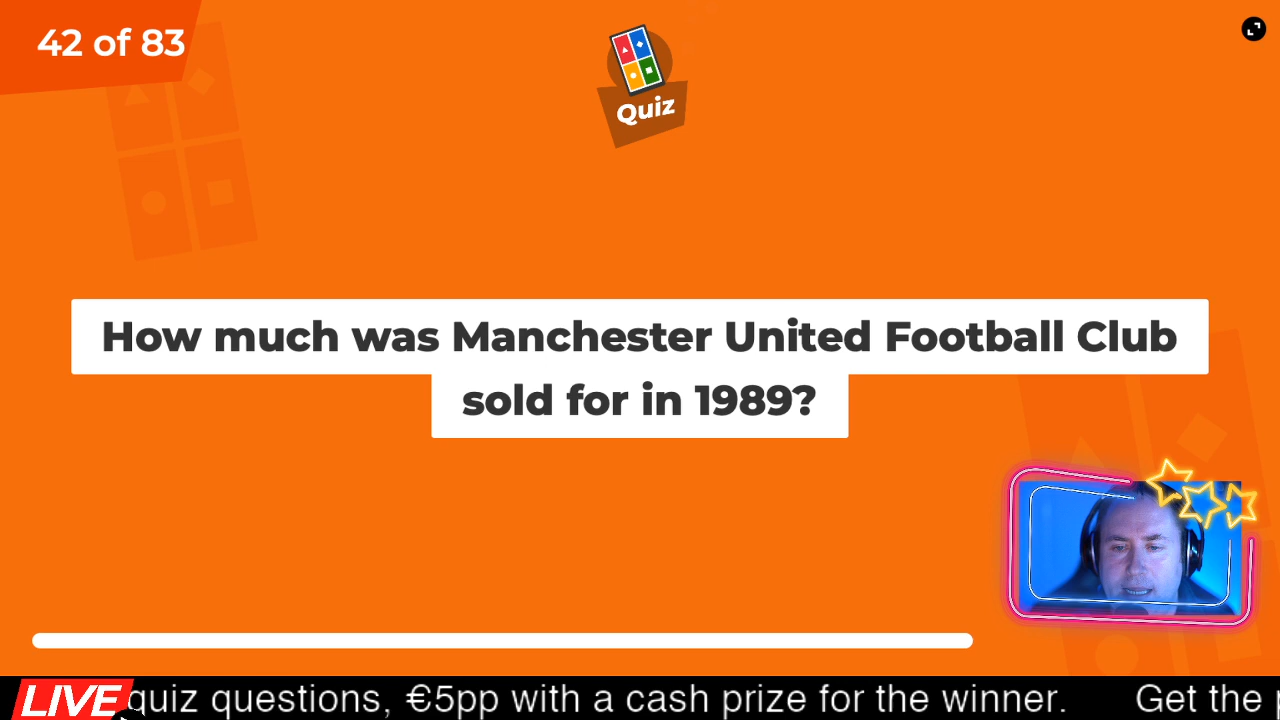 42 of 83
Quiz
How much was Manchester United Football Club
sold for in 1989?
LIVE quiz questions, €5pp with a cash prize for the winner. Get the